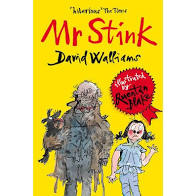 'hilarious' The Times
Mr Stink
David Walliams
illustrated
by
Quentin Blake